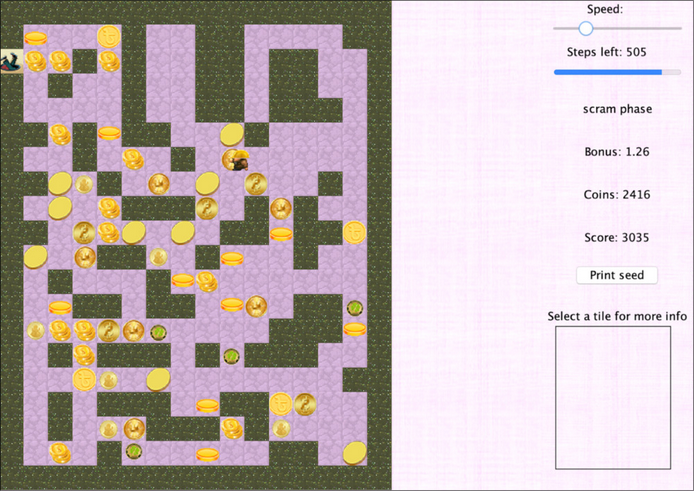 Speed:
Steps left: 505
scram phase
Bonus: 1.26
Coins: 2416
Score: 3035
Print seed
Select a tile for more info